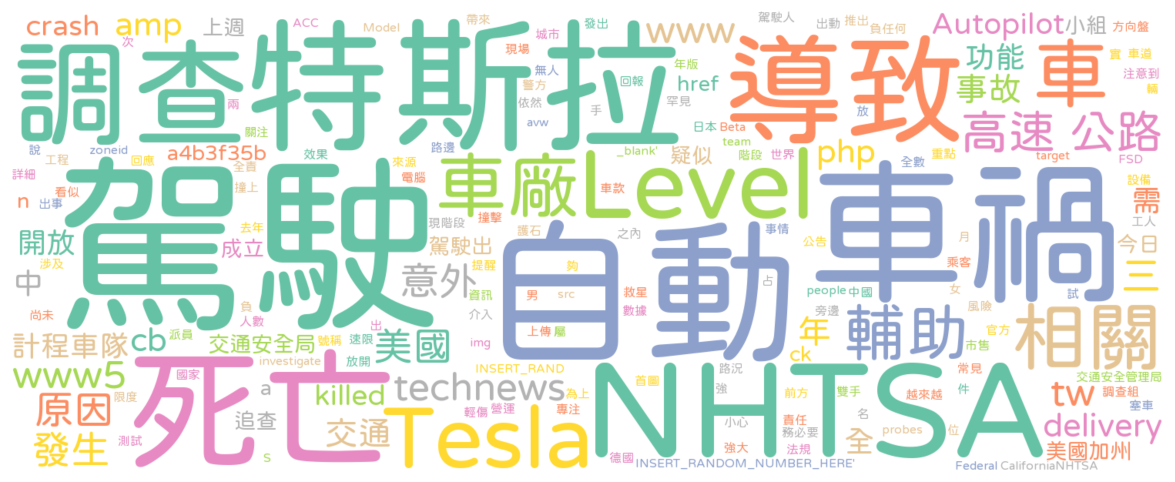 crash
amp
上週
ACC
Model
帶來
次
兩
現場
城市
發出
www
駕駛人
出動
推出
負任何
Autopilot
小組
方向盤
實
車道
調查
特斯拉
導致
車
功能
事故
注意到
輛
警方
無人
年版
回報
依然
手
罕見
href
關注
avw
日本
Beta
放
高速
公路
說
zoneid
路邊
_blank'
team
工程
回應
效果
a4b3f35b
全責
來源
電腦
車廠
Level
疑似
階段
世界
php
全數
重點
target
FSD
詳細
看似
撞上
車款
設備
n
出事
駕駛
去年
現階段
撞擊
自動
車禍
需
工人
開放
成立
駕駛出
護石
之內
事情
公告
月
今日
中
涉及
提醒
意外
夠
占
乘客
三
資訊
男
src
救星
people
中國
女
風險
試
尚未
負
人數
出
介入
數據
旁邊
計程車隊
cb
派員
號稱
速限
美國
上傳
屬
年
輔助
官方
相關
交通安全局
放開
img
ck
市售
www5
國家
investigate
INSERT_RAND
路況
常見
交通安全管理局
死亡
a
killed
technews
為上
首圖
強
前方
雙手
越來越
件
調查組
原因
限度
追查
輕傷
營運
專注
NHTSA
tw
塞車
發生
測試
交通
Tesla
小心
責任
名
delivery
s
務必要
全
probes
位
強大
法規
美國加州
德國
INSERT_RANDOM_NUMBER_HERE'
Federal
CaliforniaNHTSA